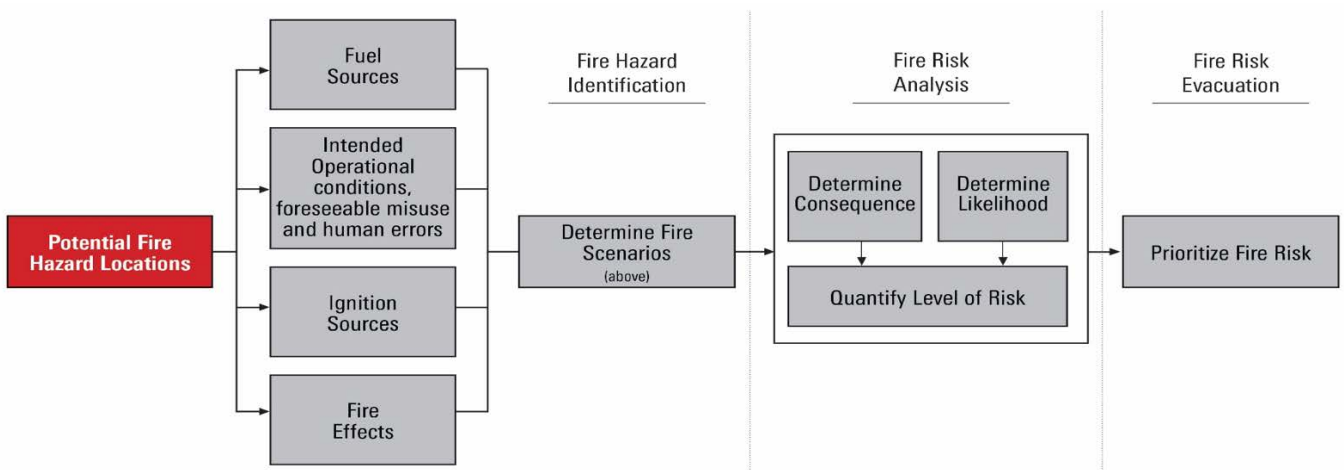 Potential Fire
Hazard Locations
Fuel
Sources
Intended
Operational
conditions,
foreseeable misuse
and human errors
Ignition
Sources
Fire
Effects
Fire Hazard
Identification
Determine Fire
Scenarios
(above)
Fire Risk
Analysis
Determine
Consequence
Determine
Likelihood
Quantify Level of Risk
Fire Risk
Evacuation
Prioritize Fire Risk